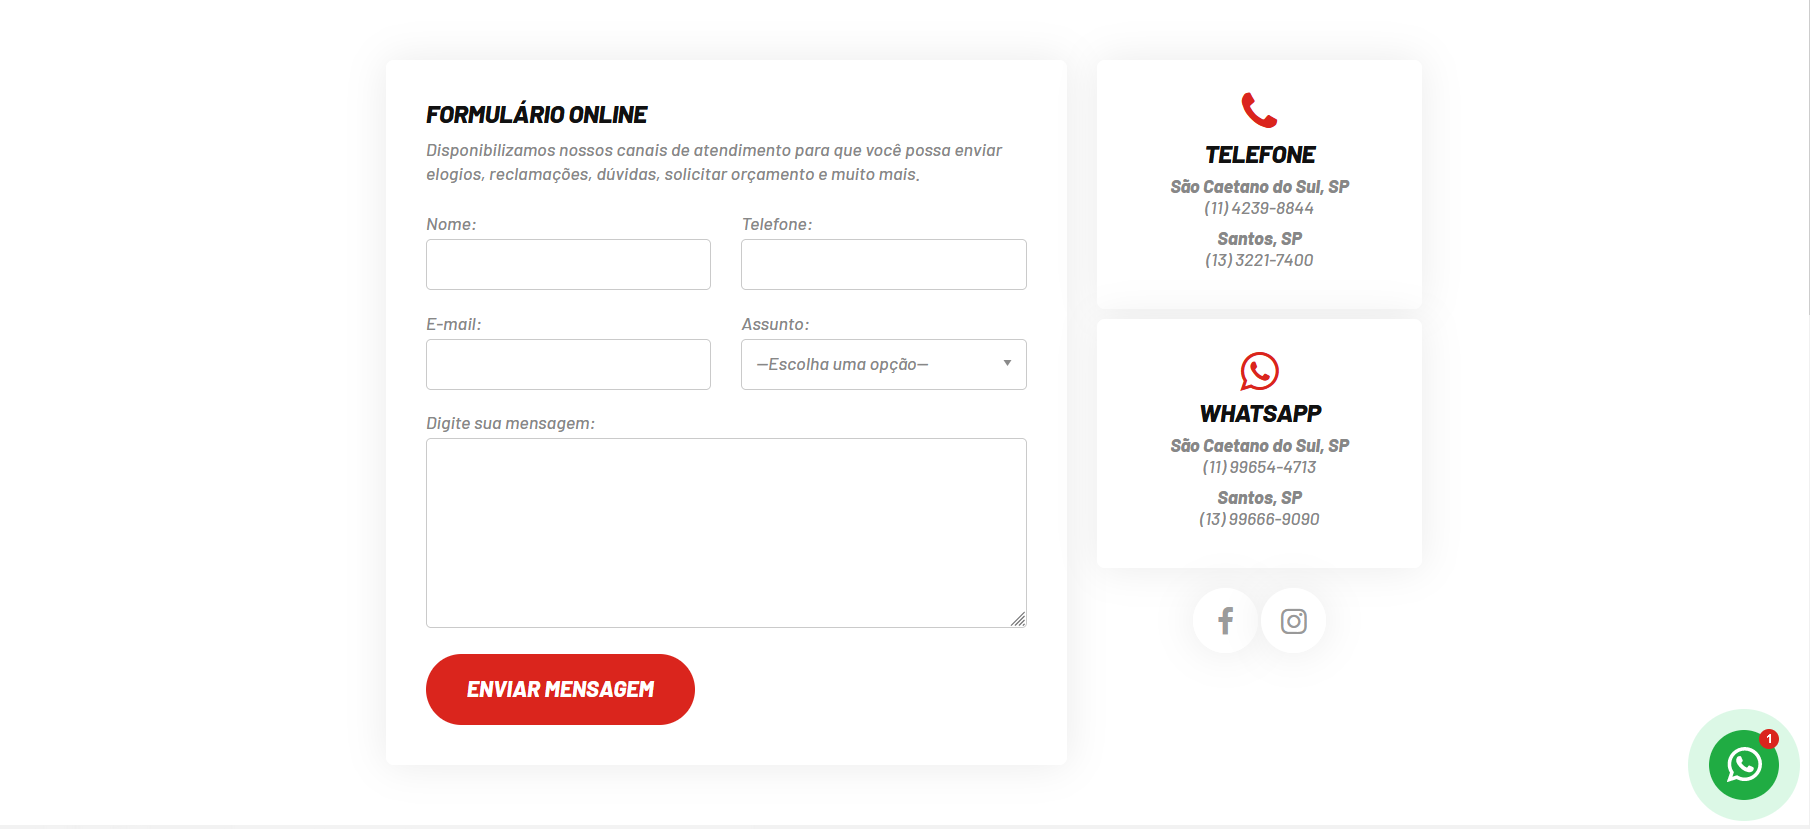 FORMULÁRIO ONLINE
Disponibilizamos nossos canais de atendimento para que você possa enviar
elogios, reclamações, dúvidas, solicitar orçamento e muito mais.
Nome:
Telefone:
E-mail:
Assunto:
—Escolha uma opção—
Digite sua mensagem:
ENVIAR MENSAGEM
TELEFONE
São Caetano do Sul, SP
(11) 4239-8844
Santos, SP
(13) 3221-7400
WHATSAPP
São Caetano do Sul, SP
(11) 99654-4713
Santos, SP
(13) 99666-9090
1